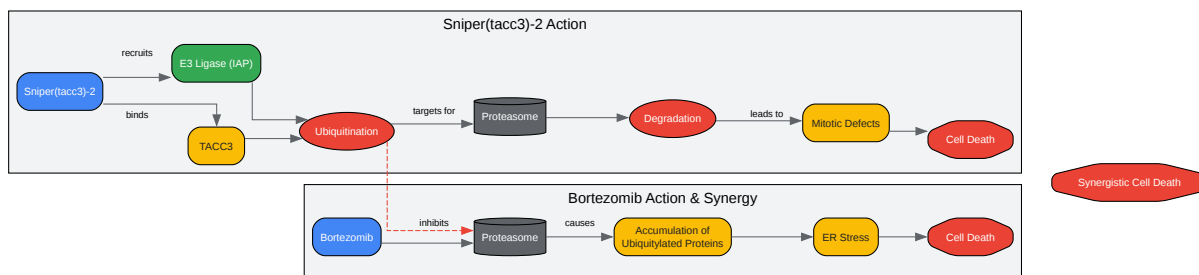 Sniper(tacc3)-2 Action
recruits
E3 Ligase (IAP)
Sniper(tacc3)-2
binds
TACC3
Ubiquitination
targets for
Proteasome
Degradation
leads to
Mitotic Defects
Cell Death
Synergistic Cell Death
Bortezomib Action & Synergy
Bortezomib
inhibits
Proteasome
causes
Accumulation of
Ubiquitylated Proteins
ER Stress
Cell Death